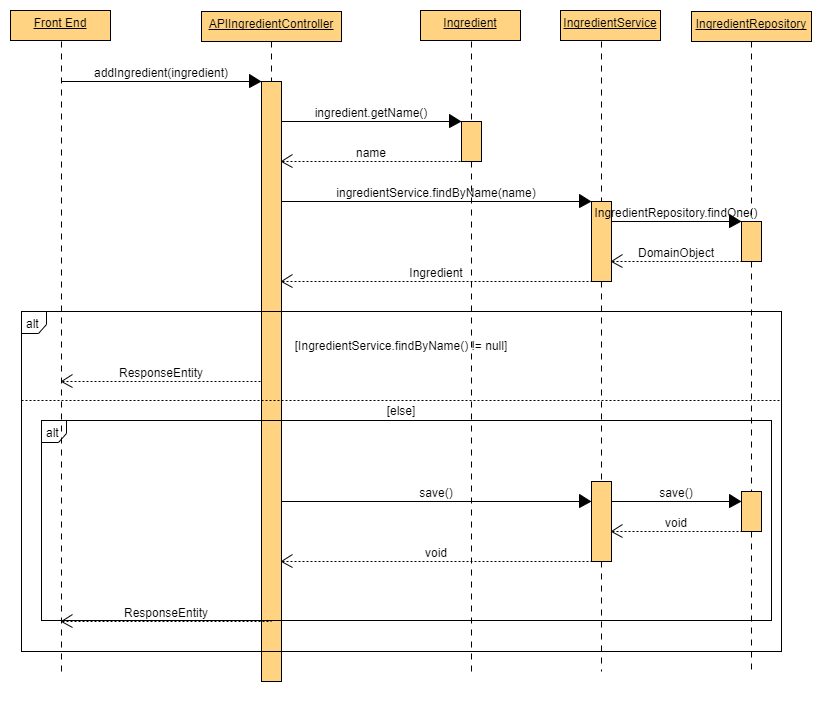 Front End
APIIngredientController
Ingredient
IngredientService
IngredientRepository
addIngredient(ingredient)
ingredient.getName()
name
ingredientService.findByName(name)
IngredientRepository.findOne()
DomainObject
Ingredient
alt
[IngredientService.findByName() != null]
ResponseEntity
[else]
alt
save()
save()
void
void
ResponseEntity